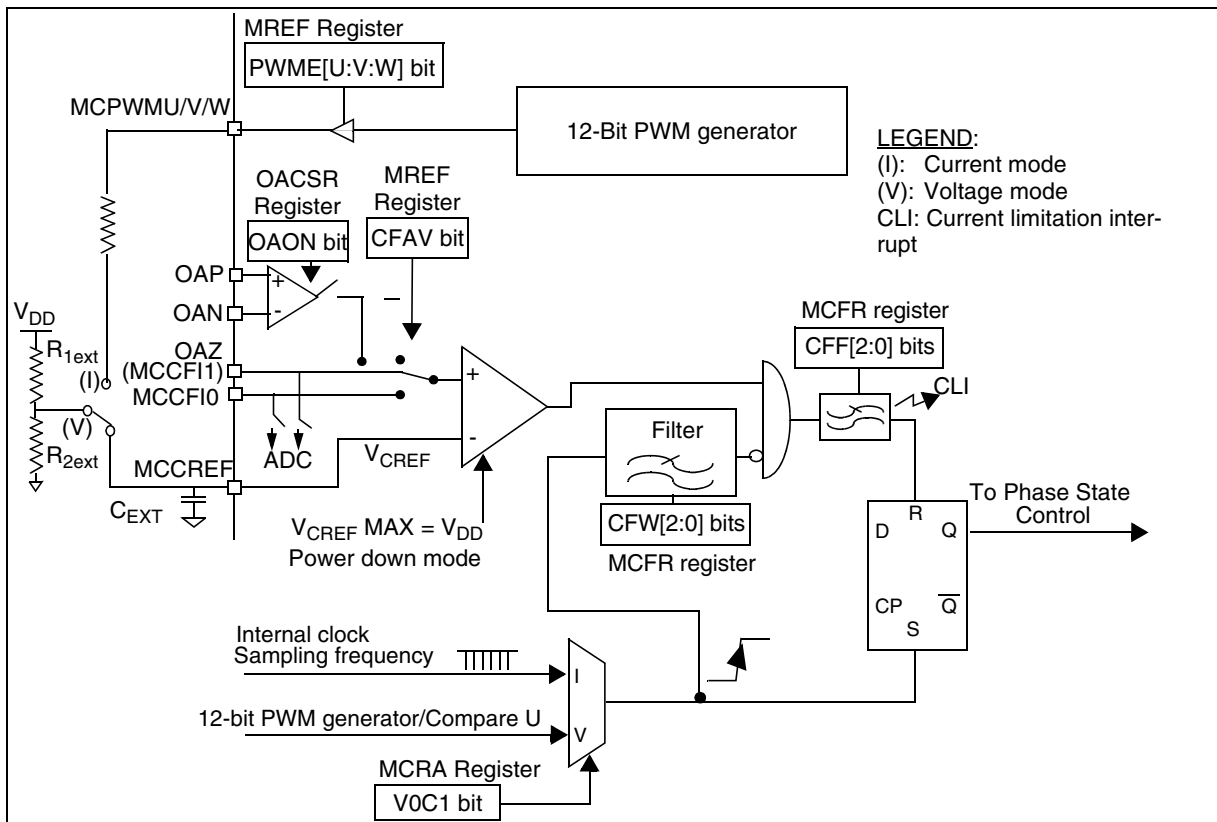 MREF Register
PWME[U:V:W] bit
MCPWMU/V/W
12-Bit PWM generator
LEGEND:
(I): Current mode
(V): Voltage mode
CLI: Current limitation inter-
rupt
OACSR
Register
OAON bit
MREF
Register
CFAV bit
OAP
+
OAN
-
VDD
R1ext
(I)
(V)
R2ext
OAZ
(MCCFI1)
MCCFI0
ADC
MCCREF
CEXT
VCREF
+
-
VCREF MAX = VDD
Power down mode
MCFR register
CFF[2:0] bits
CLI
Filter
CFW[2:0] bits
MCFR register
R
D
Q
CP
Q
S
To Phase State
Control
Internal clock
Sampling frequency
I
12-bit PWM generator/Compare U
V
MCRA Register
V0C1 bit